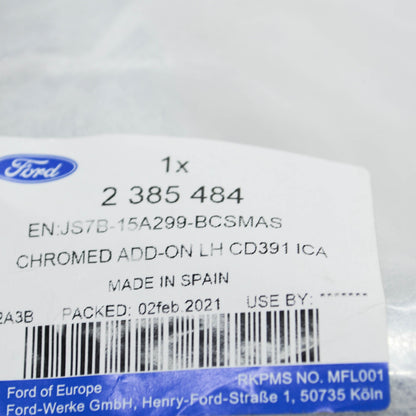 Ford
1x
2 385 484
EN:JS7B-15A299-BCSMAS
CHROMED ADD-ON LH CD391 ICA
MADE IN SPAIN
2A3B PACKED: 02feb 2021 USE BY: ******
Ford of Europe RKPMS NO. MFL001
Ford-Werke GmbH, Henry-Ford-Straße 1, 50735 Köln